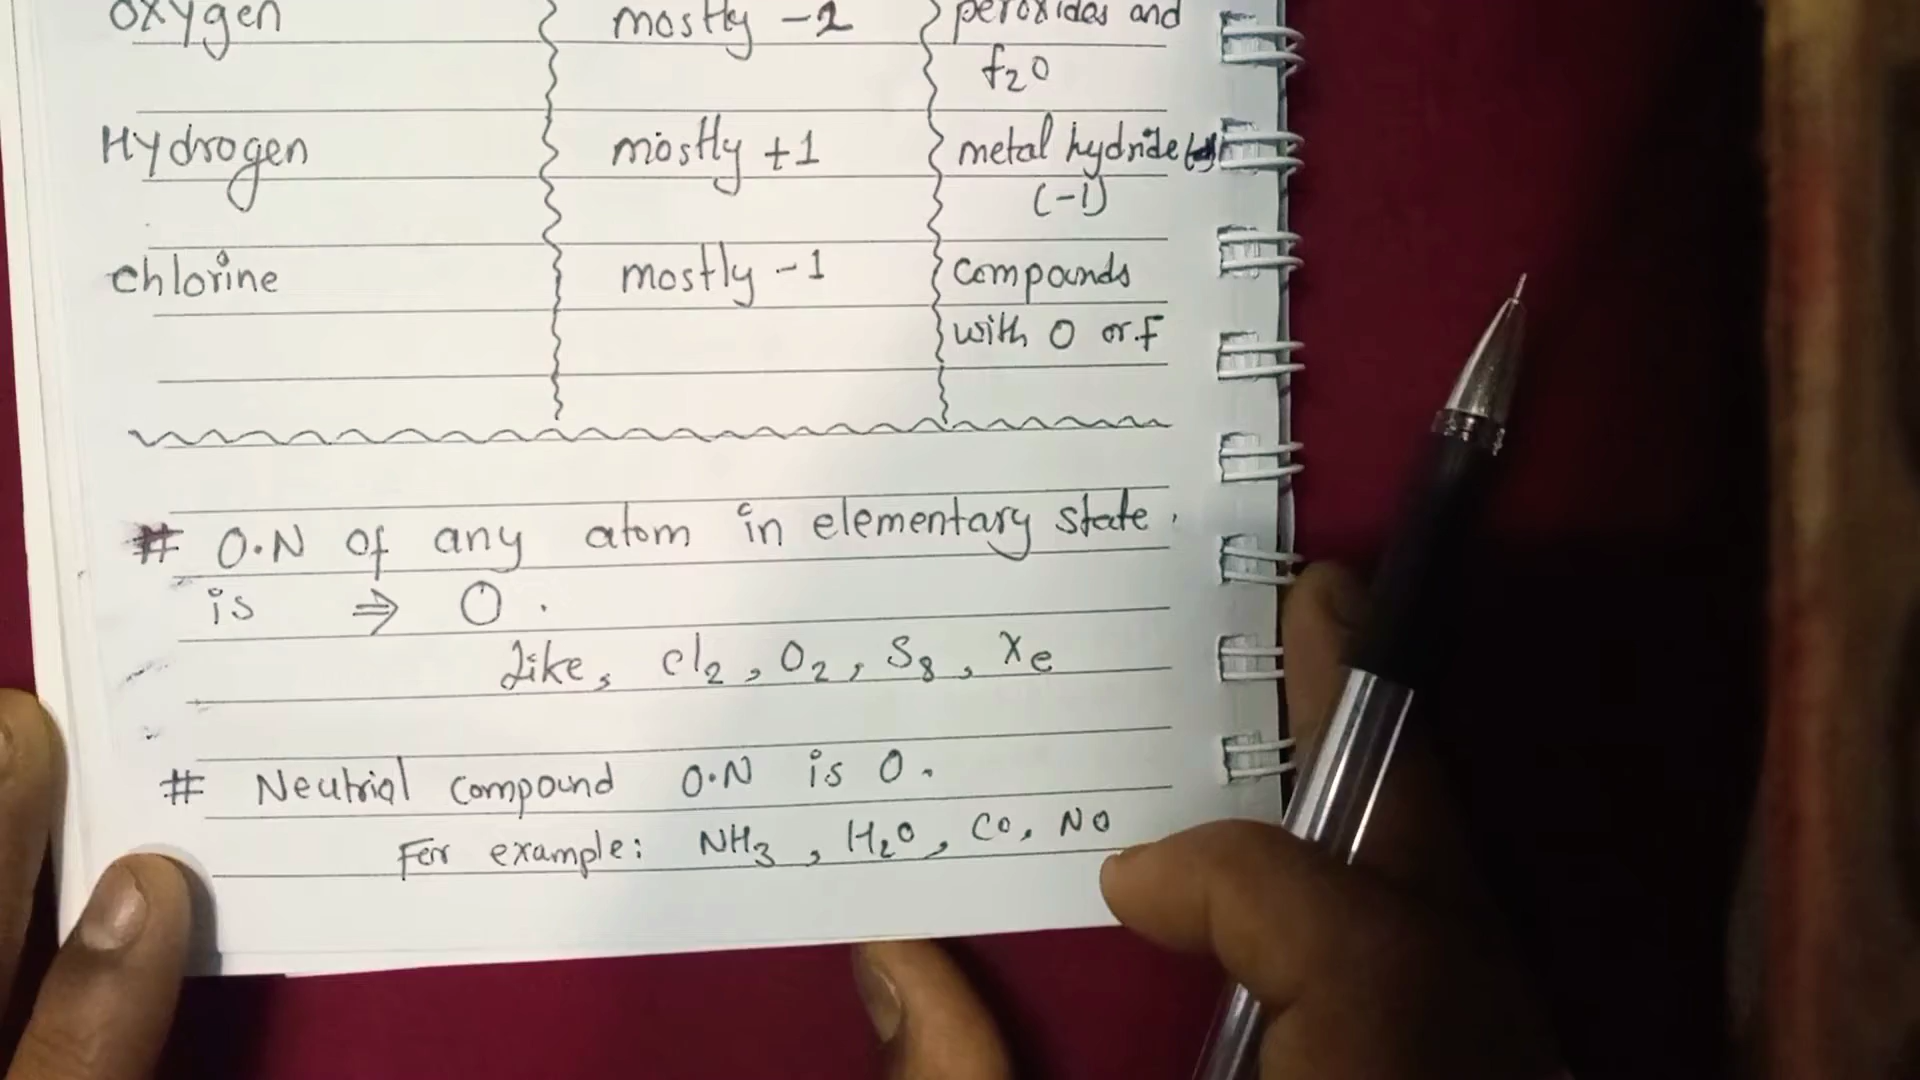 oxygen mostly -2 peroxides and
f₂O
Hydrogen mostly +1 metal hydride
(-1)
chlorine mostly -1 compounds
with O or F
# O.N of any atom in elementary state.
is ⇒ O.
Like, Cl₂, O₂, S₈, Xe
# Neutrial compound O.N is O.
For example: NH₃, H₂O, CO, NO